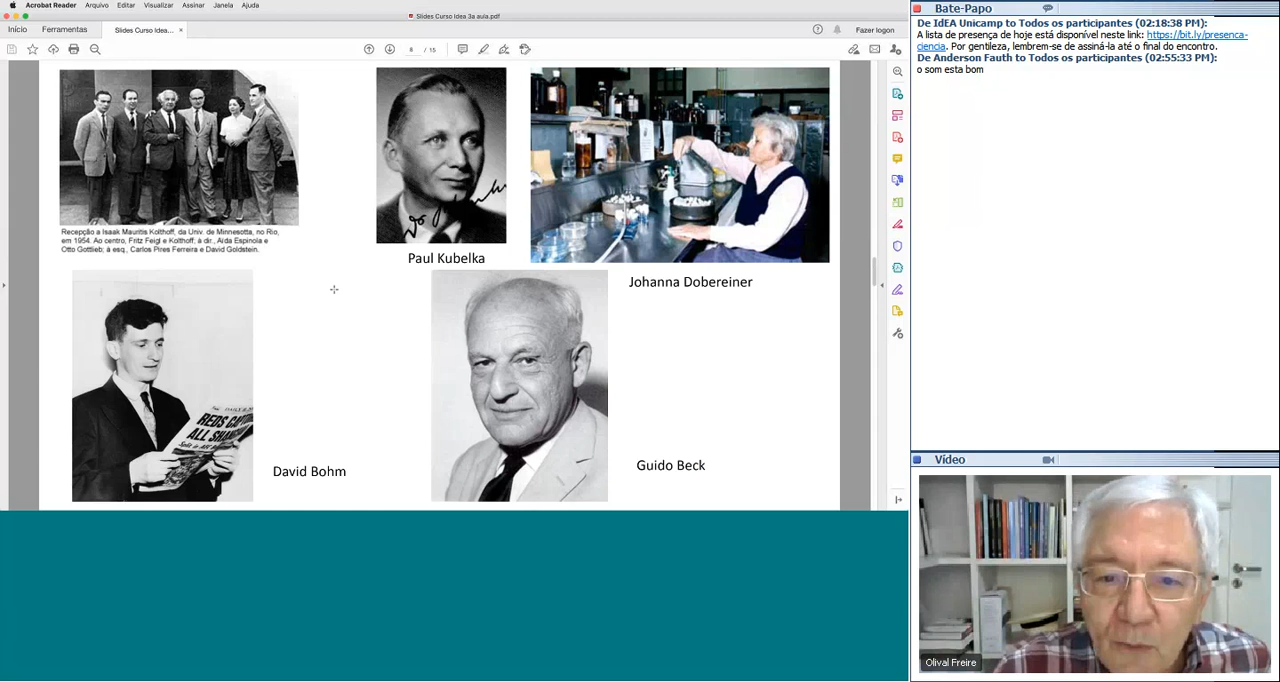 Acrobat Reader Arquivo Editar Visualizar Assinar Janela Ajuda
Slides Curso Idea 3a aula.pdf
Início Ferramentas Slides Curso Idea... × Fazer logon
8 / 15
Recepção a Isaak Mauritis Kolthoff, da Univ. de Minnesotta, no Rio,
em 1954. Ao centro, Fritz Feigl e Kolthoff; à dir., Aïda Espinola e
Otto Gottlieb; à esq., Carlos Pires Ferreira e David Goldstein.
Paul Kubelka
Johanna Dobereiner
REDS
ALL
David Bohm
Guido Beck
Bate-Papo
De IdEA Unicamp to Todos os participantes (02:18:38 PM):
A lista de presença de hoje está disponível neste link: https://bit.ly/presenca-
ciencia. Por gentileza, lembrem-se de assiná-la até o final do encontro.
De Anderson Fauth to Todos os participantes (02:55:33 PM):
o som esta bom
Vídeo
Olival Freire